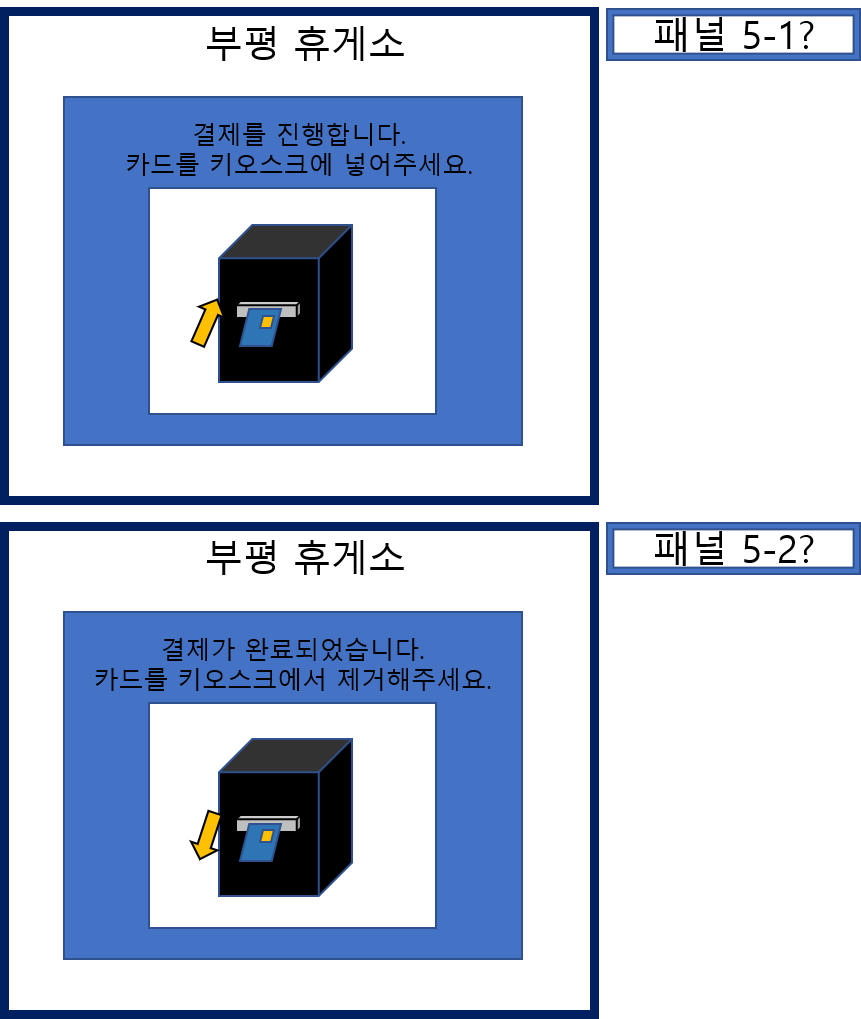 부평 휴게소
패널 5-1?
결제를 진행합니다.
카드를 키오스크에 넣어주세요.
부평 휴게소
패널 5-2?
결제가 완료되었습니다.
카드를 키오스크에서 제거해주세요.